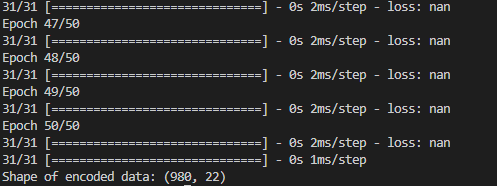 31/31 [==============================] - 0s 2ms/step - loss: nan
Epoch 47/50
31/31 [==============================] - 0s 2ms/step - loss: nan
Epoch 48/50
31/31 [==============================] - 0s 2ms/step - loss: nan
Epoch 49/50
31/31 [==============================] - 0s 2ms/step - loss: nan
Epoch 50/50
31/31 [==============================] - 0s 2ms/step - loss: nan
31/31 [==============================] - 0s 1ms/step
Shape of encoded data: (980, 22)